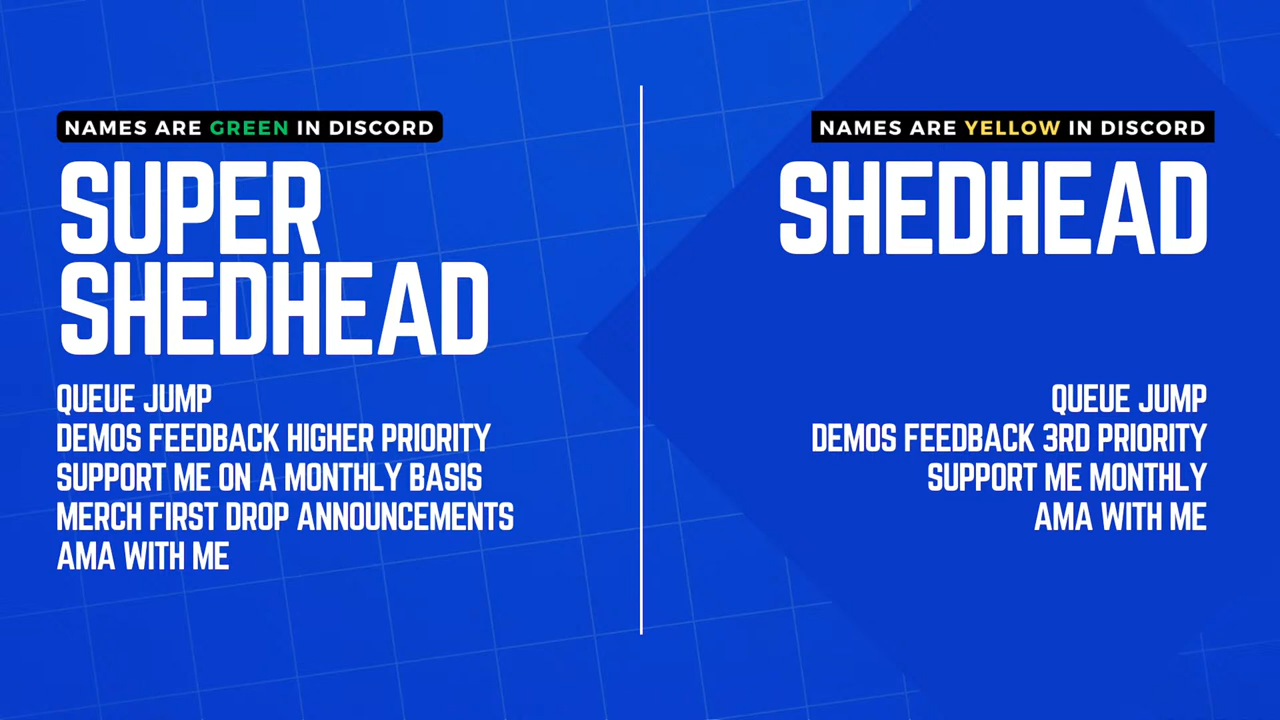 NAMES ARE GREEN IN DISCORD
SUPER
SHEDHEAD
QUEUE JUMP
DEMOS FEEDBACK HIGHER PRIORITY
SUPPORT ME ON A MONTHLY BASIS
MERCH FIRST DROP ANNOUNCEMENTS
AMA WITH ME
NAMES ARE YELLOW IN DISCORD
SHEDHEAD
QUEUE JUMP
DEMOS FEEDBACK 3RD PRIORITY
SUPPORT ME MONTHLY
AMA WITH ME